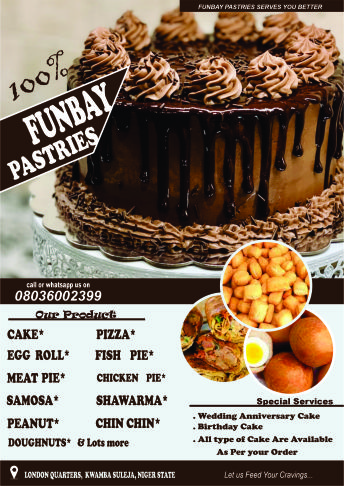 FUNBAY PASTRIES SERVES YOU BETTER
100%
FUNBAY
PASTRIES
call or whatsapp us on
08036002399
Our Product
CAKE* PIZZA*
EGG ROLL* FISH PIE*
MEAT PIE* CHICKEN PIE*
SAMOSA* SHAWARMA*
PEANUT* CHIN CHIN*
DOUGHNUTS* & Lots more
Special Services
. Wedding Anniversary Cake
. Birthday Cake
. All type of Cake Are Available
As Per your Order
LONDON QUARTERS, KWAMBA SULEJA, NIGER STATE
Let us Feed Your Cravings...